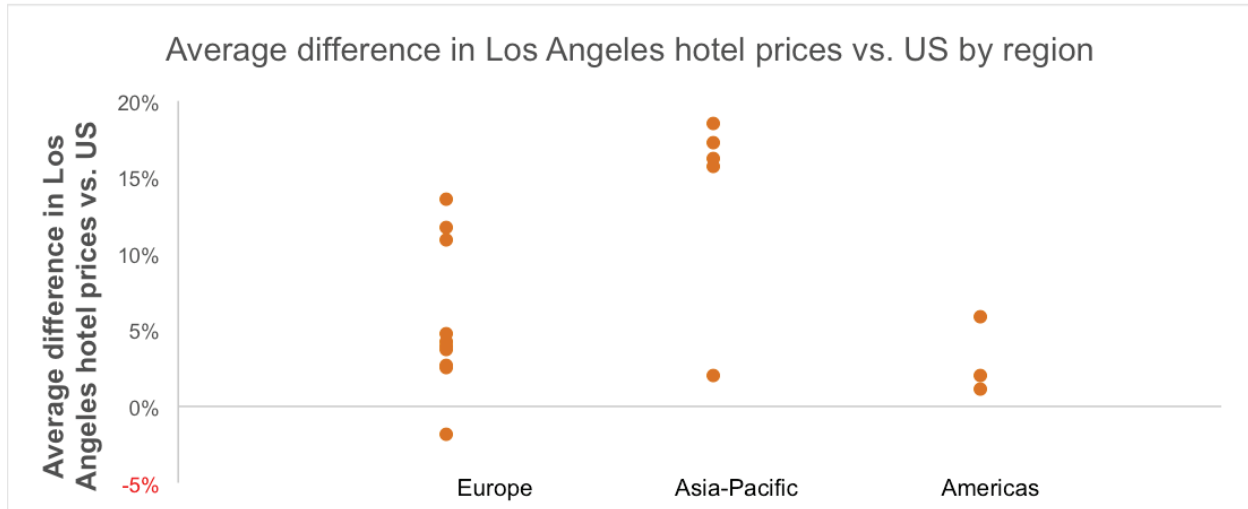 Average difference in Los Angeles hotel prices vs. US by region
Average difference in Los
Angeles hotel prices vs. US
20%
15%
10%
5%
0%
-5%
Europe
Asia-Pacific
Americas